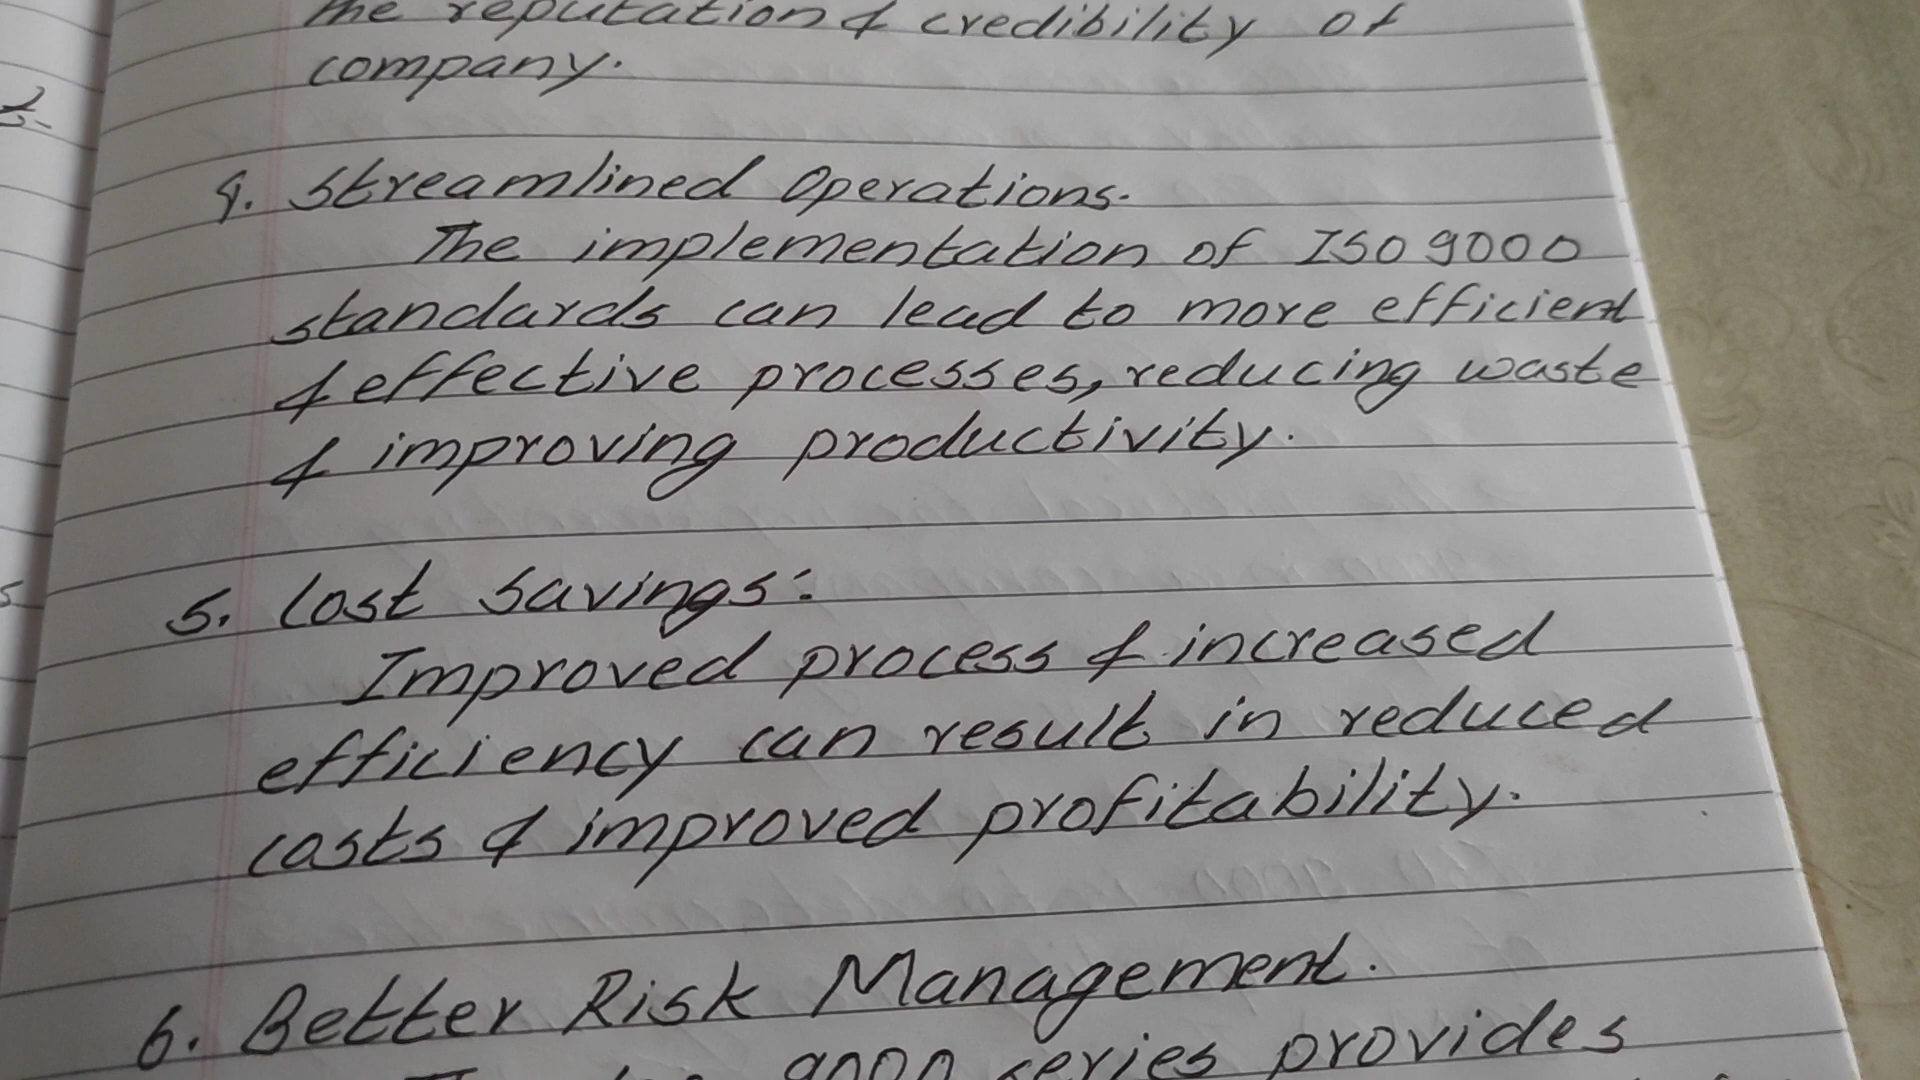 the reputation & credibility of
company.
4. Streamlined Operations.
The implementation of ISO 9000
standards can lead to more efficient
& effective processes, reducing waste
& improving productivity.
5. Cost Savings:
Improved process & increased
efficiency can result in reduced
costs & improved profitability.
6. Better Risk Management.
9000 series provides